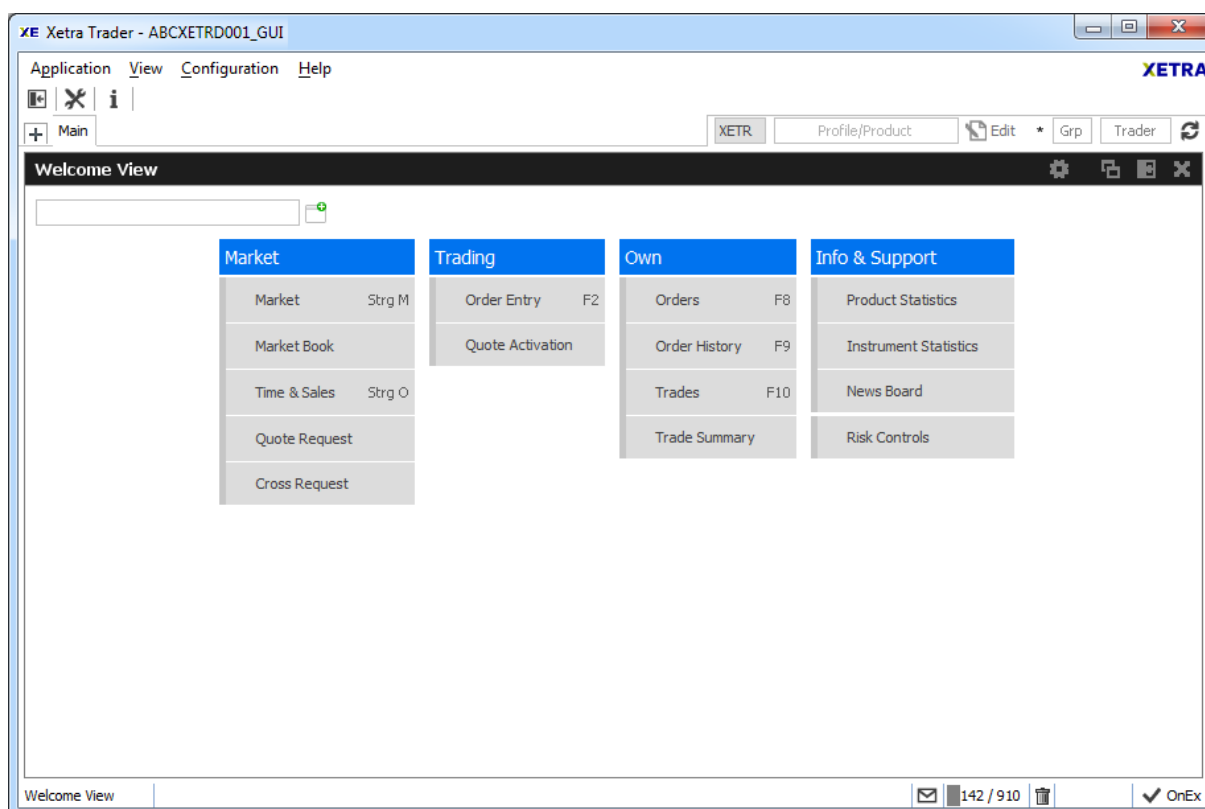 XE Xetra Trader - ABCXETRD001_GUI
Application View Configuration Help
XETRA
Main
XETR Profile/Product Edit * Grp Trader
Welcome View
Market Trading Own Info & Support
Market Strg M Order Entry F2 Orders F8 Product Statistics
Market Book Quote Activation Order History F9 Instrument Statistics
Time & Sales Strg O Trades F10 News Board
Quote Request Trade Summary Risk Controls
Cross Request
Welcome View 142 / 910 OnEx